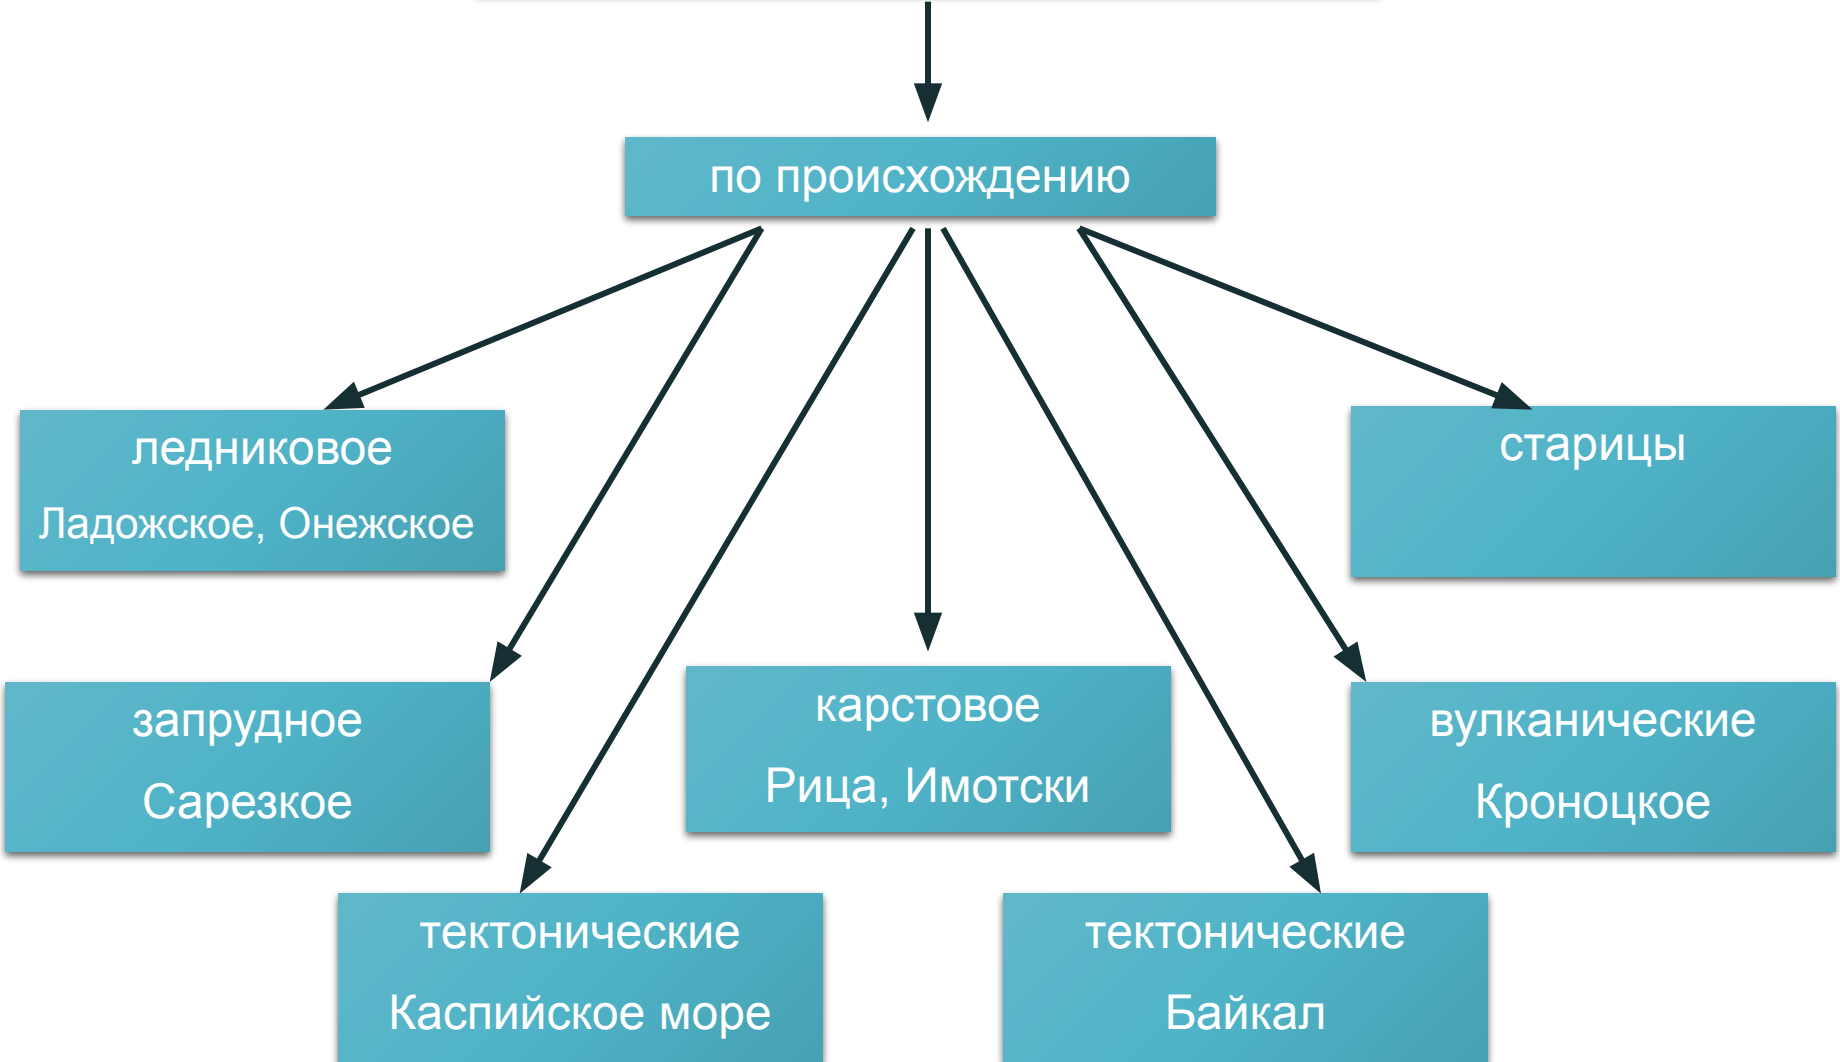 по происхождению
ледниковое
Ладожское, Онежское
старицы
запрудное
Сарезкое
карстовое
Рица, Имотски
вулканические
Кроноцкое
тектонические
Каспийское море
тектонические
Байкал